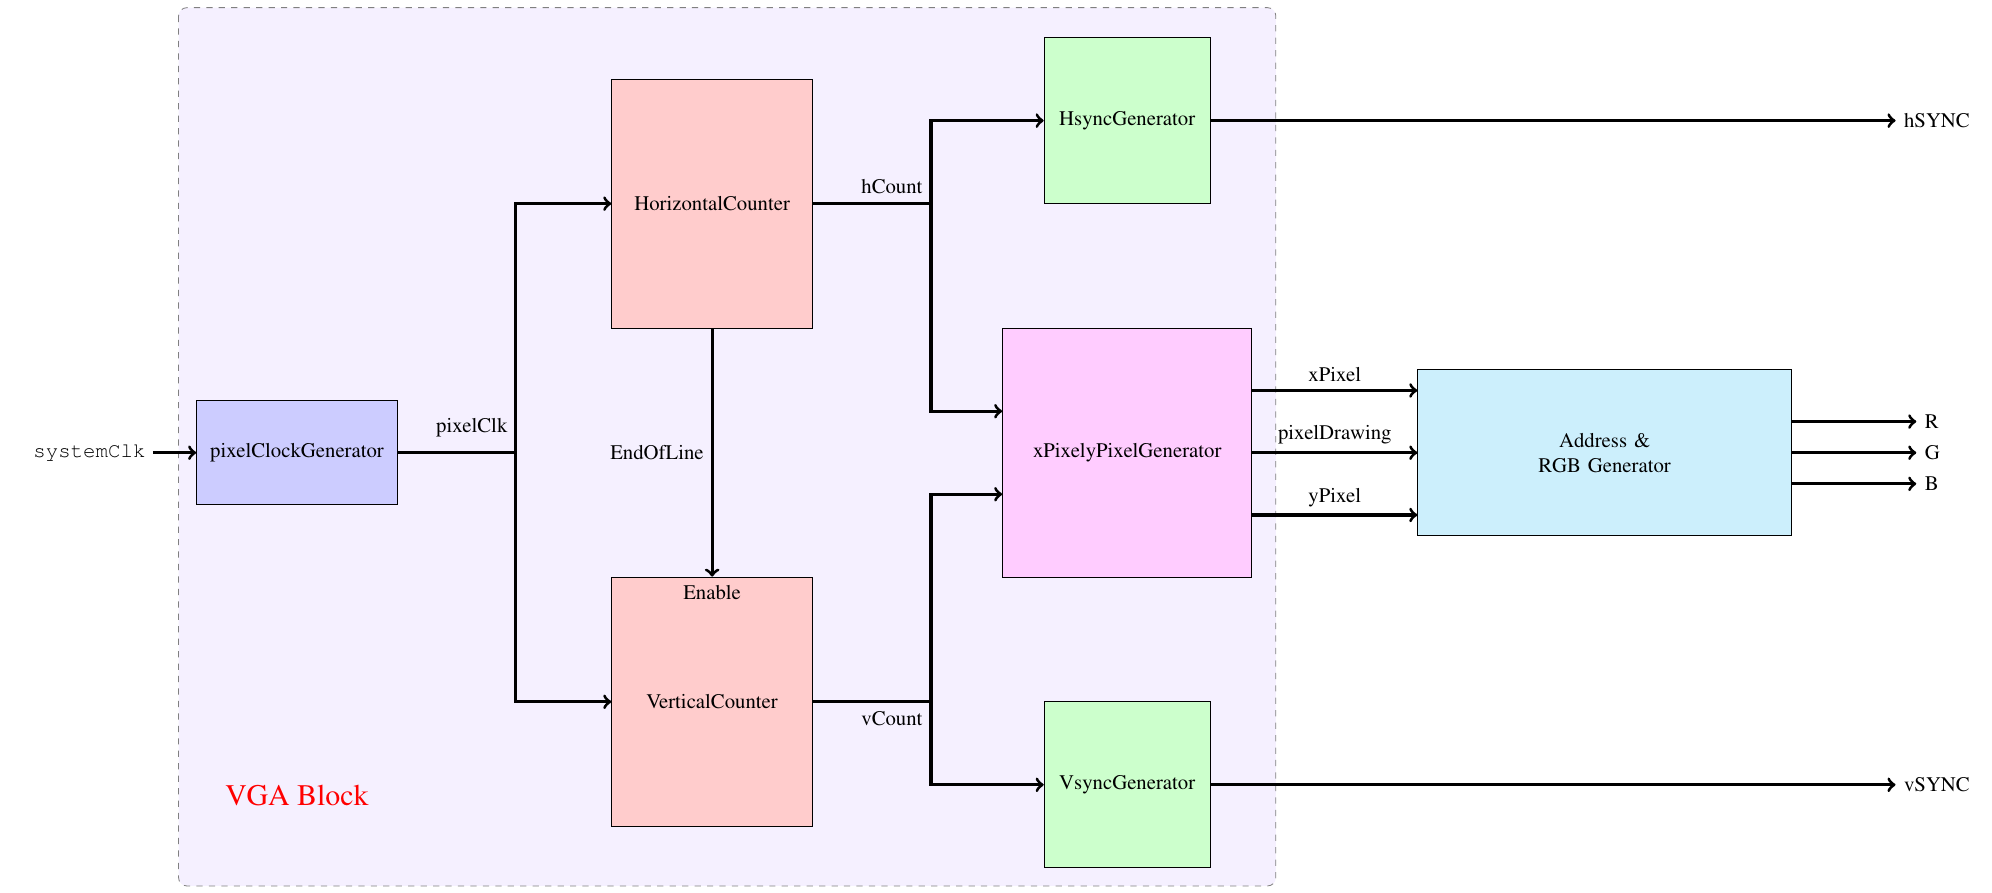 HsyncGenerator
hSYNC
hCount
HorizontalCounter
xPixel
pixelClk
pixelDrawing
R
systemClk
pixelClockGenerator
EndOfLine
xPixelyPixelGenerator
Address &
RGB Generator
G
B
yPixel
Enable
VerticalCounter
vCount
VsyncGenerator
vSYNC
VGA Block